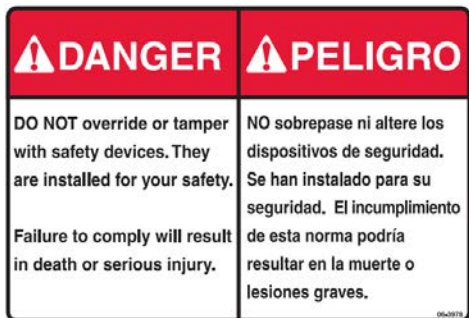 DANGER
DO NOT override or tamper
with safety devices. They
are installed for your safety.
Failure to comply will result
in death or serious injury.
PELIGRO
NO sobrepase ni altere los
dispositivos de seguridad.
Se han instalado para su
seguridad. El incumplimiento
de esta norma podría
resultar en la muerte o
lesiones graves.
06-3978